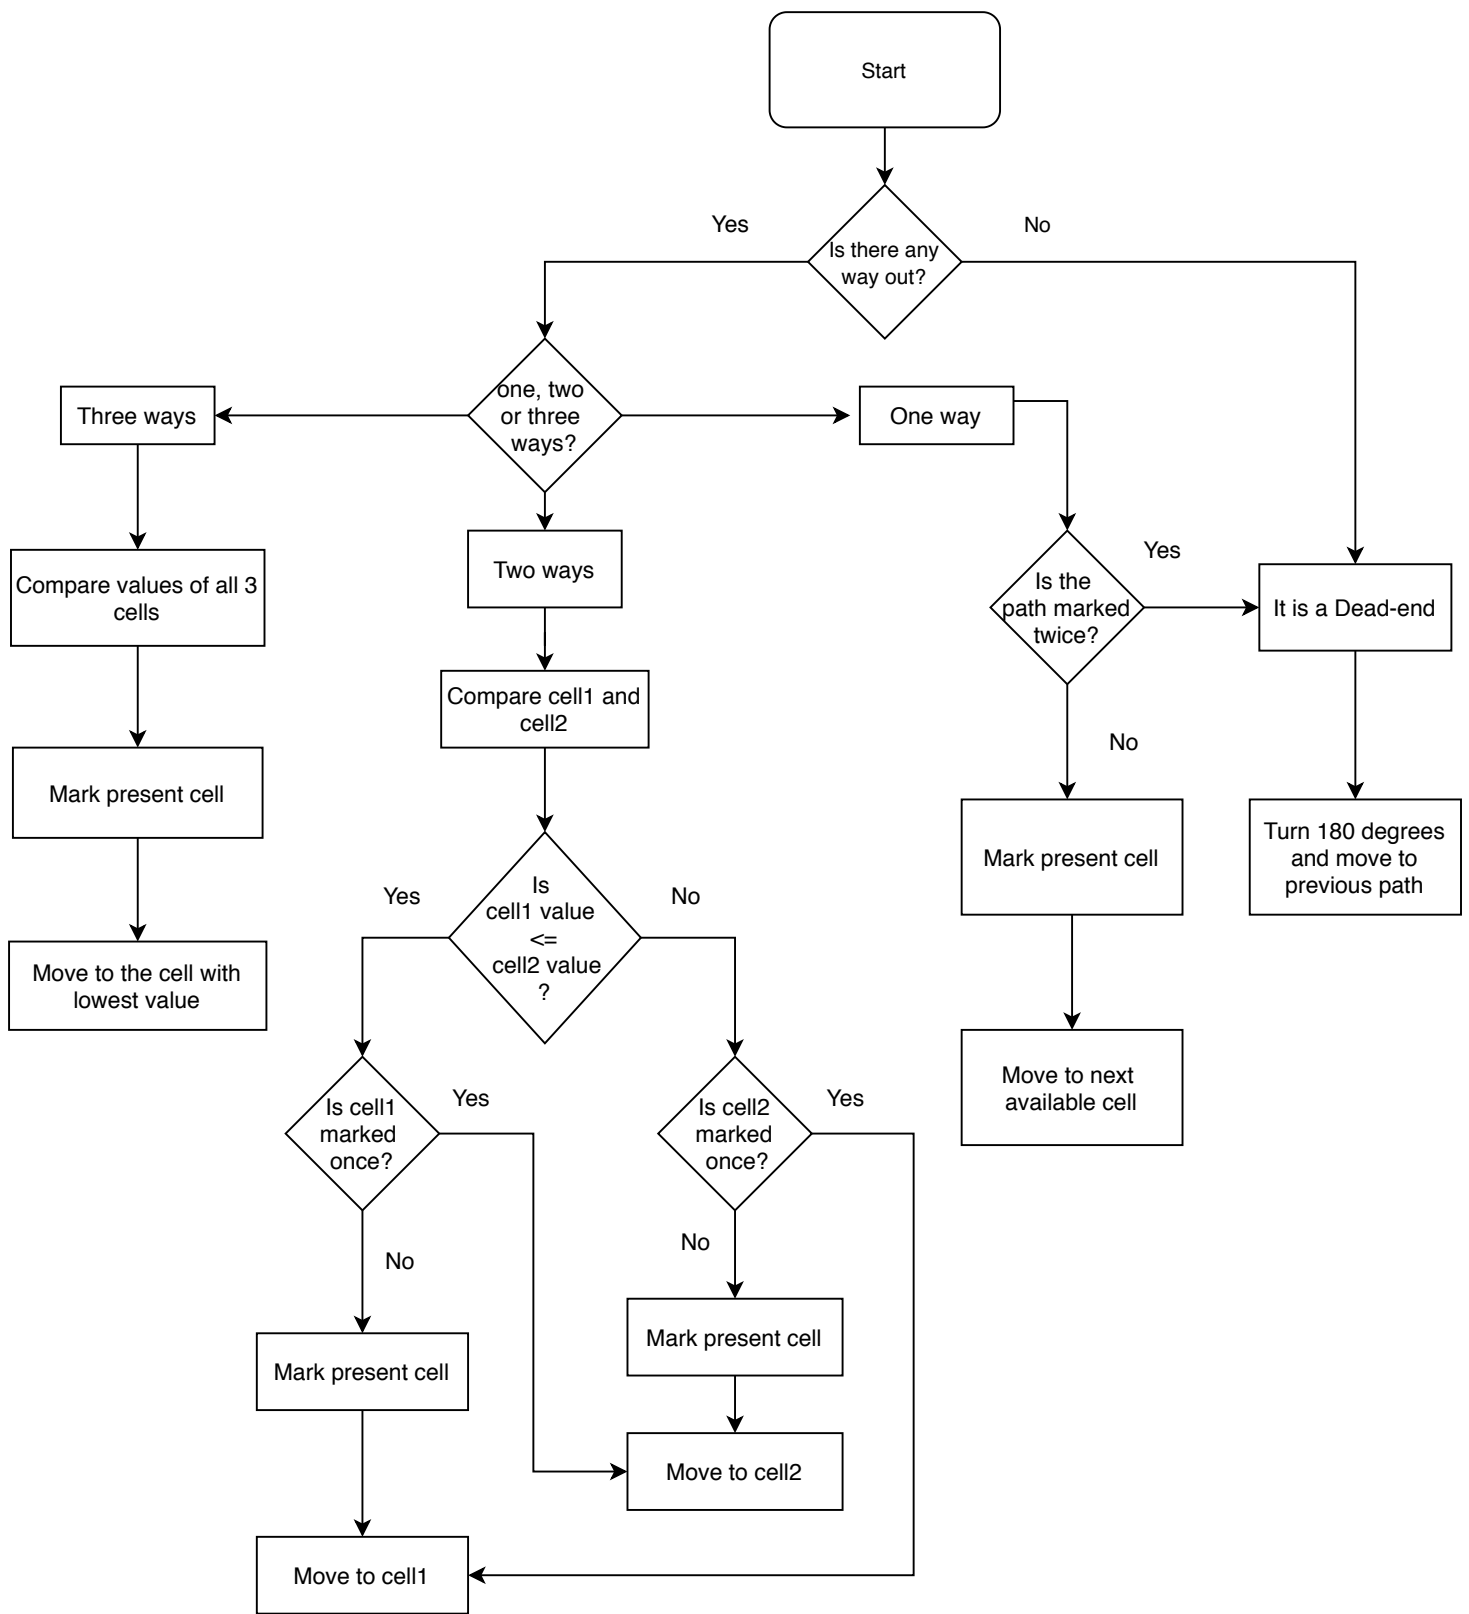 Start
Yes
No
Is there any
way out?
one, two
or three
ways?
Three ways
One way
Two ways
Compare values of all 3
cells
Is the
path marked
twice?
Yes
It is a Dead-end
Compare cell1 and
cell2
No
Mark present cell
Mark present cell
Turn 180 degrees
and move to
previous path
Yes
Is
cell1 value
<=
cell2 value
?
No
Move to the cell with
lowest value
Move to next
available cell
Is cell1
marked
once?
Yes
Is cell2
marked
once?
Yes
No
No
Mark present cell
Mark present cell
Move to cell2
Move to cell1